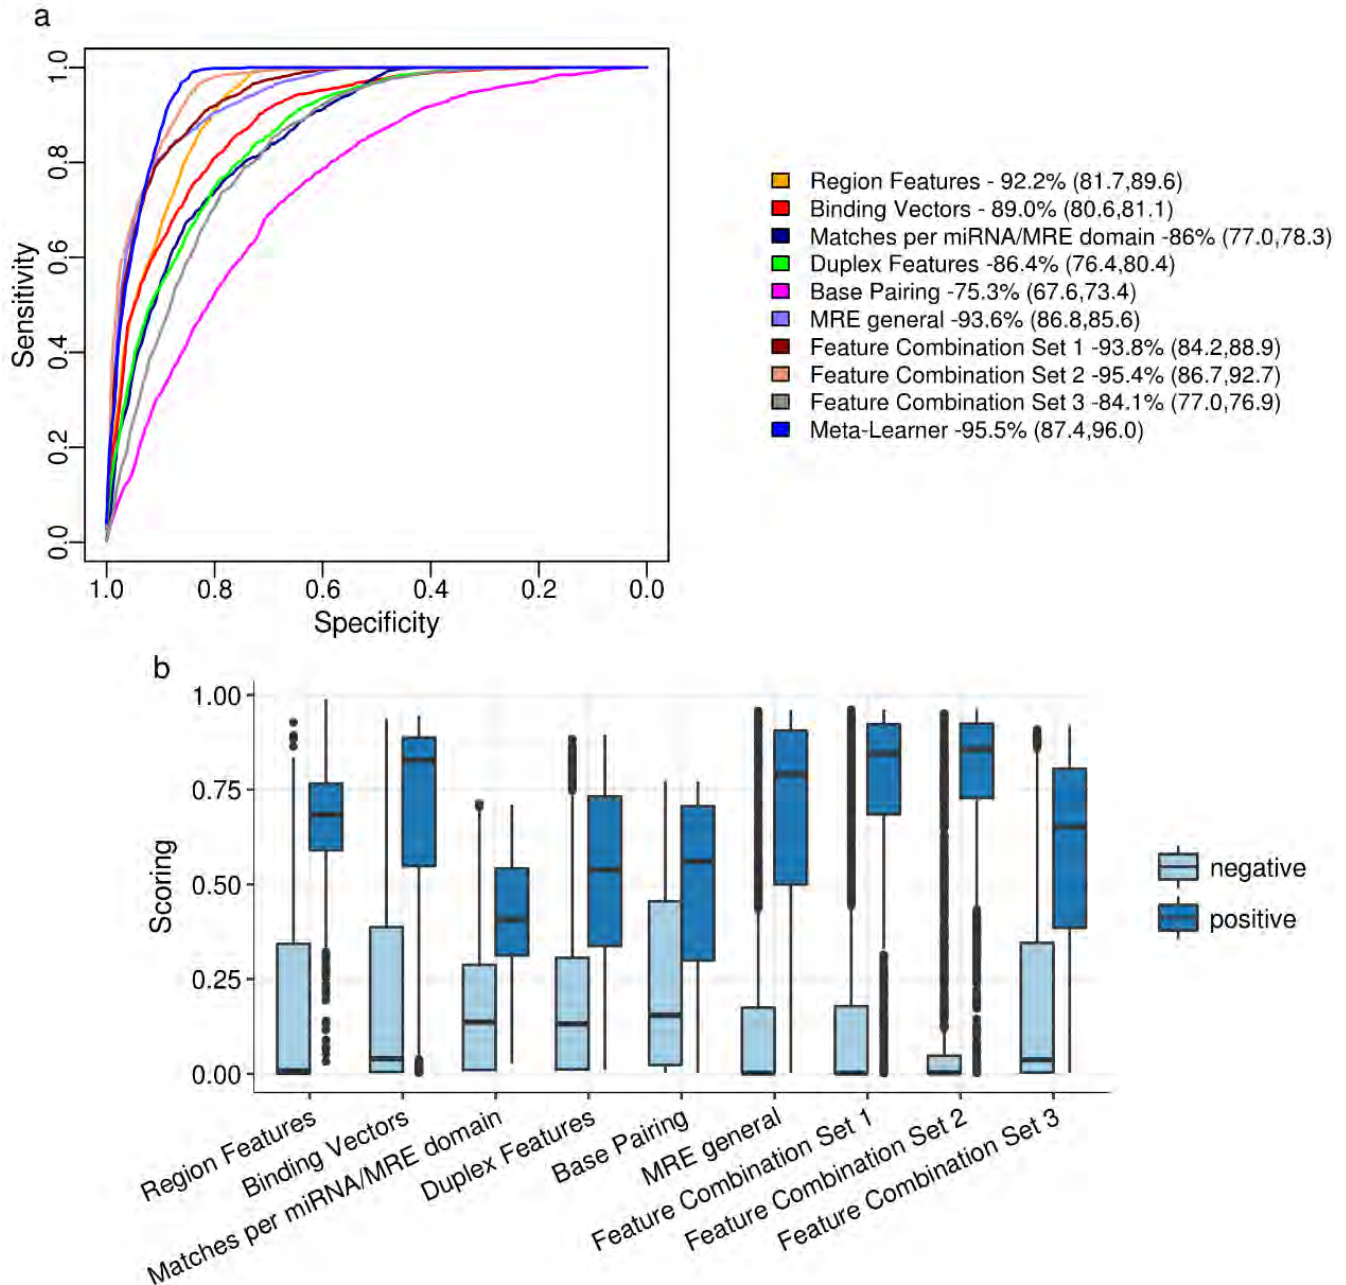 a
1.0
0.8
0.6
0.4
0.2
0.0
Sensitivity
1.0 0.8 0.6 0.4 0.2 0.0
Specificity
Region Features - 92.2% (81.7,89.6)
Binding Vectors - 89.0% (80.6,81.1)
Matches per miRNA/MRE domain -86% (77.0,78.3)
Duplex Features -86.4% (76.4,80.4)
Base Pairing -75.3% (67.6,73.4)
MRE general -93.6% (86.8,85.6)
Feature Combination Set 1 -93.8% (84.2,88.9)
Feature Combination Set 2 -95.4% (86.7,92.7)
Feature Combination Set 3 -84.1% (77.0,76.9)
Meta-Learner -95.5% (87.4,96.0)
b
1.00
0.75
0.50
0.25
0.00
Scoring
Region Features
Binding Vectors
Matches per miRNA/MRE domain
Duplex Features
Base Pairing
MRE general
Feature Combination Set 1
Feature Combination Set 2
Feature Combination Set 3
negative
positive